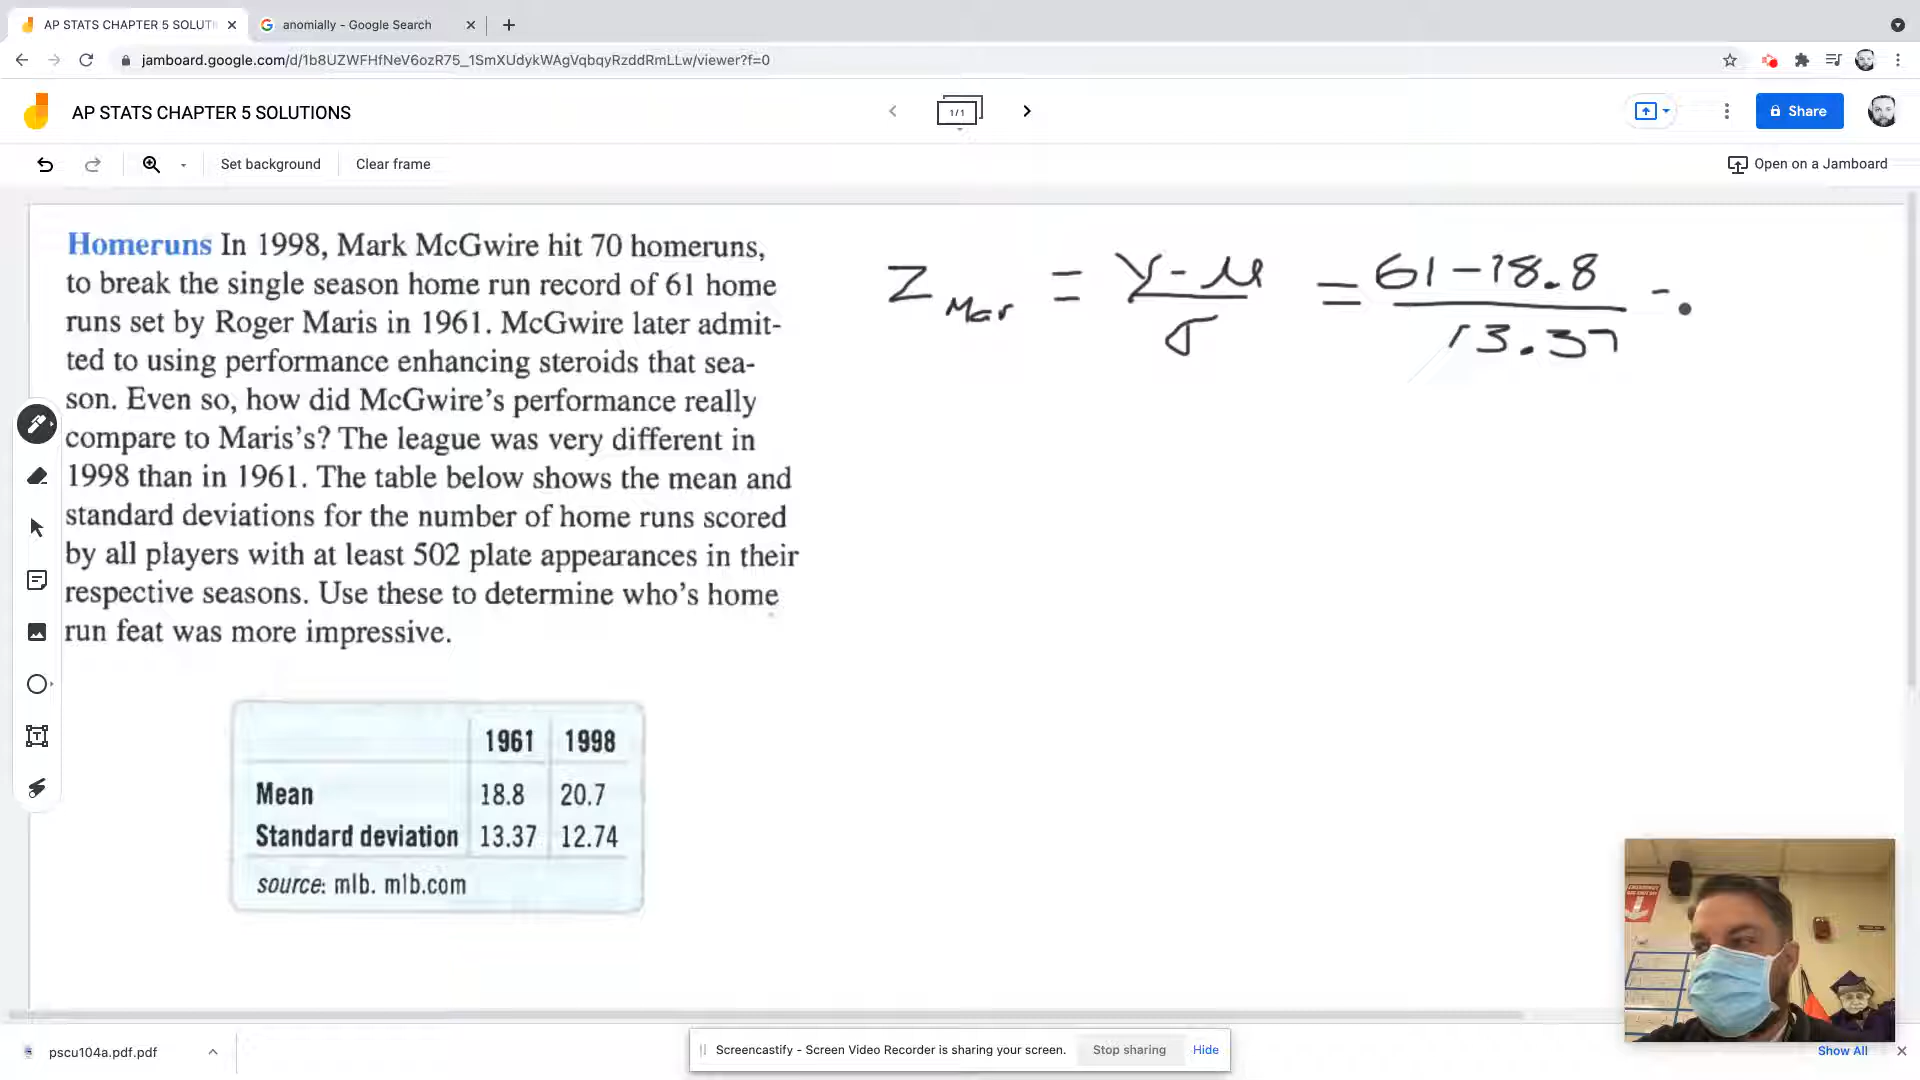 AP STATS CHAPTER 5 SOLUTI
anomially - Google Search
jamboard.google.com/d/1b8UZWFHfNeV6ozR75_1SmXUdykWAgVqbqyRzddRmLLw/viewer?f=0
AP STATS CHAPTER 5 SOLUTIONS
1/1
Share
Set background
Clear frame
Open on a Jamboard
Homeruns In 1998, Mark McGwire hit 70 homeruns,
to break the single season home run record of 61 home
runs set by Roger Maris in 1961. McGwire later admit-
ted to using performance enhancing steroids that sea-
son. Even so, how did McGwire's performance really
compare to Maris's? The league was very different in
1998 than in 1961. The table below shows the mean and
standard deviations for the number of home runs scored
by all players with at least 502 plate appearances in their
respective seasons. Use these to determine who's home
run feat was more impressive.
Z Mar = y - μ / σ = 61 - 18.8 / 13.37 -
1961 1998
Mean 18.8 20.7
Standard deviation 13.37 12.74
source: mlb. mlb.com
pscu104a.pdf.pdf
Screencastify - Screen Video Recorder is sharing your screen.
Stop sharing
Hide
Show All